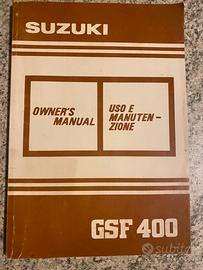 SUZUKI
OWNER'S
MANUAL
USO E
MANUTEN-
ZIONE
GSF 400
subito